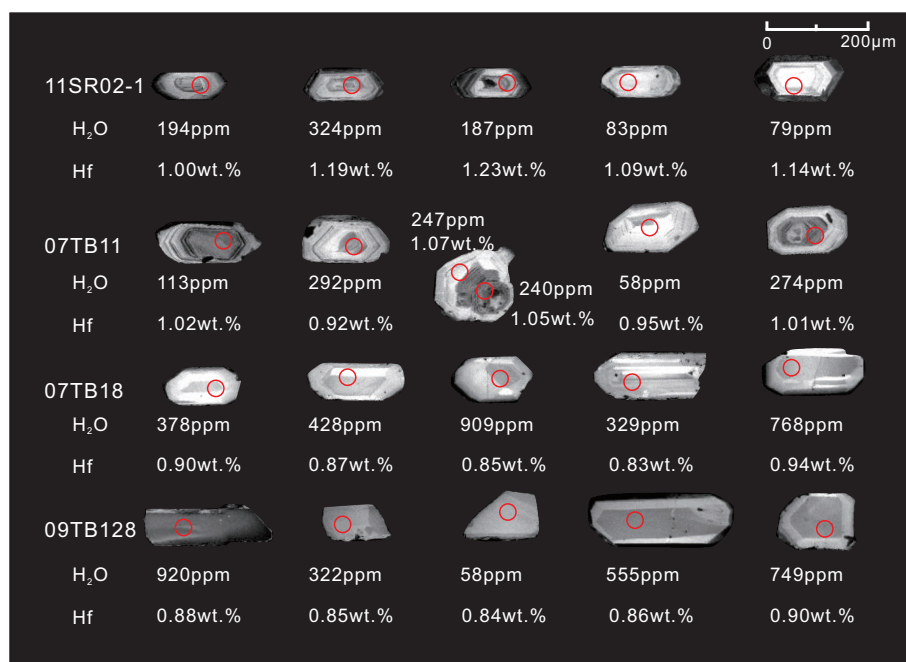 0 200μm
11SR02-1
H₂O 194ppm 324ppm 187ppm 83ppm 79ppm
Hf 1.00wt.% 1.19wt.% 1.23wt.% 1.09wt.% 1.14wt.%
07TB11
247ppm
1.07wt.%
H₂O 113ppm 292ppm 240ppm 58ppm 274ppm
Hf 1.02wt.% 0.92wt.% 1.05wt.% 0.95wt.% 1.01wt.%
07TB18
H₂O 378ppm 428ppm 909ppm 329ppm 768ppm
Hf 0.90wt.% 0.87wt.% 0.85wt.% 0.83wt.% 0.94wt.%
09TB128
H₂O 920ppm 322ppm 58ppm 555ppm 749ppm
Hf 0.88wt.% 0.85wt.% 0.84wt.% 0.86wt.% 0.90wt.%